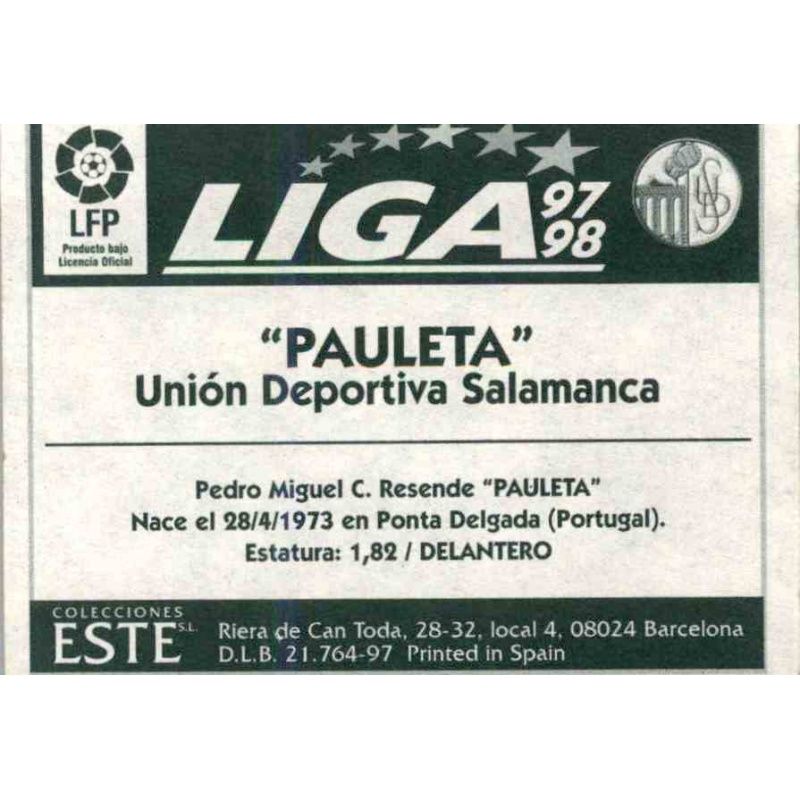 LFP
Producto bajo
Licencia Oficial
LIGA 97
98
"PAULETA"
Unión Deportiva Salamanca
Pedro Miguel C. Resende "PAULETA"
Nace el 28/4/1973 en Ponta Delgada (Portugal).
Estatura: 1,82 / DELANTERO
COLECCIONES
ESTE S.L.
Riera de Can Toda, 28-32, local 4, 08024 Barcelona
D.L.B. 21.764-97 Printed in Spain